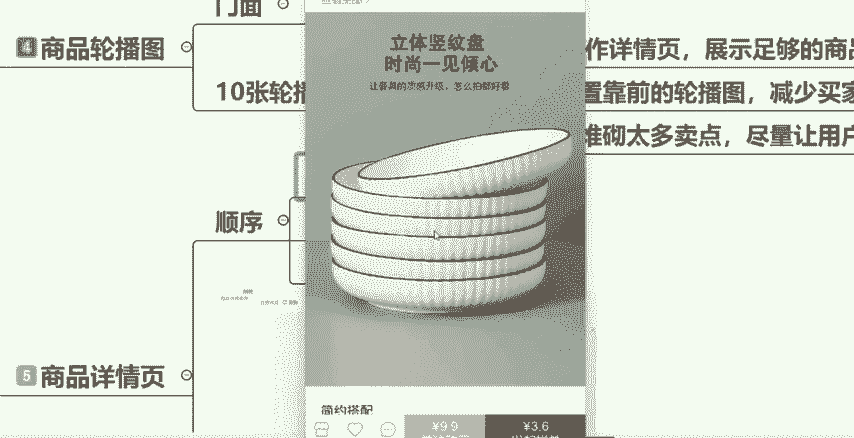 门面
4 商品轮播图
10张轮播
顺序
5 商品详情页
立体竖纹盘
时尚一见倾心
让餐具的质感升级，怎么拍都好看
简约搭配
¥9.9
¥3.6
作详情页，展示足够的商品
置靠前的轮播图，减少买家
堆砌太多卖点，尽量让用户